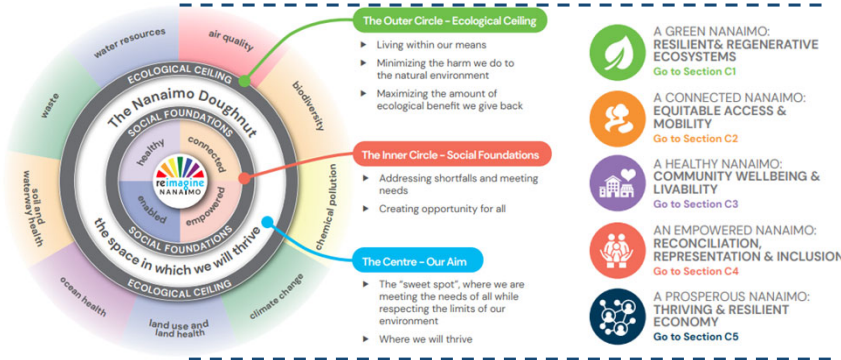 water resources
air quality
biodiversity
chemical pollution
climate change
land use and
land health
ocean health
soil and
waterway health
waste
ECOLOGICAL CEILING
The Nanaimo Doughnut
SOCIAL FOUNDATIONS
healthy
connected
reimagine
NANAIMO
enabled
empowered
SOCIAL FOUNDATIONS
the space in which we will thrive
ECOLOGICAL CEILING
The Outer Circle - Ecological Ceiling
▶ Living within our means
▶ Minimizing the harm we do to
the natural environment
▶ Maximizing the amount of
ecological benefit we give back
The Inner Circle - Social Foundations
▶ Addressing shortfalls and meeting
needs
▶ Creating opportunity for all
The Centre - Our Aim
▶ The "sweet spot", where we are
meeting the needs of all while
respecting the limits of our
environment
▶ Where we will thrive
A GREEN NANAIMO:
RESILIENT& REGENERATIVE
ECOSYSTEMS
Go to Section C1
A CONNECTED NANAIMO:
EQUITABLE ACCESS &
MOBILITY
Go to Section C2
A HEALTHY NANAIMO:
COMMUNITY WELLBEING &
LIVABILITY
Go to Section C3
AN EMPOWERED NANAIMO:
RECONCILIATION,
REPRESENTATION & INCLUSION
Go to Section C4
A PROSPEROUS NANAIMO:
THRIVING & RESILIENT
ECONOMY
Go to Section C5